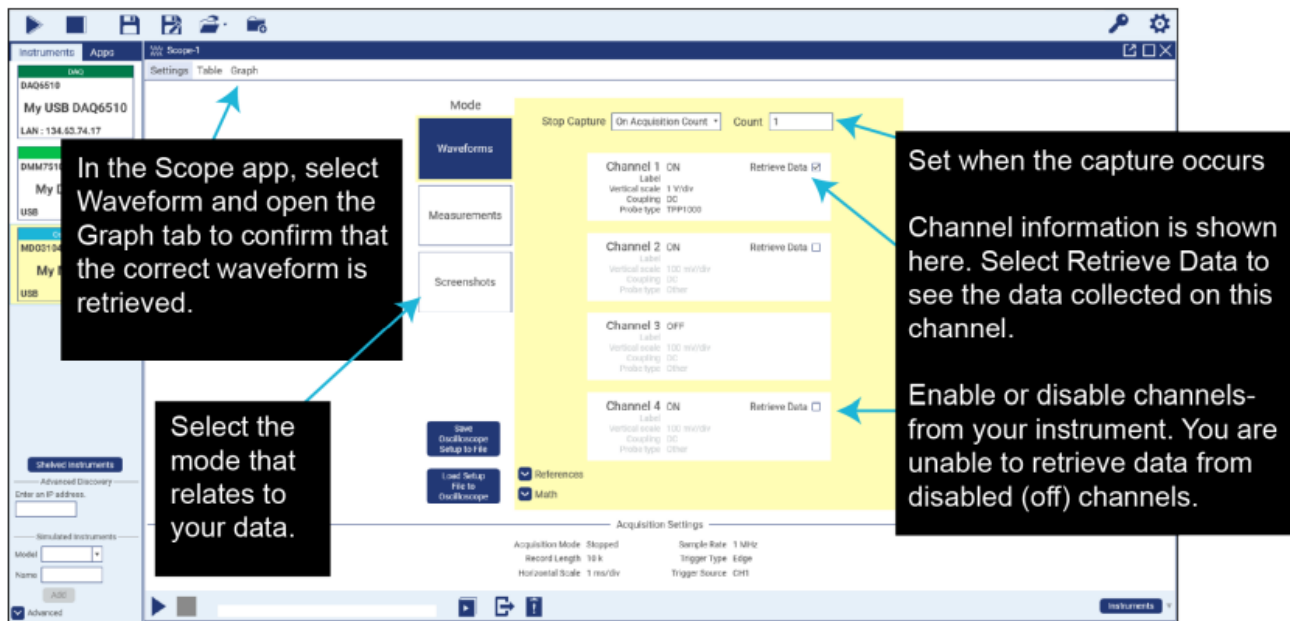 Instruments Apps
Scope-1
Settings Table Graph
DAQ
DAQ6510
My USB DAQ6510
LAN : 134.63.74.17
DMM7510
My
USB
MDO3104
My
USB
Shelved Instruments
Advanced Discovery
Enter an IP address.
Simulated Instruments
Model
Name
Add
Advanced
In the Scope app, select
Waveform and open the
Graph tab to confirm that
the correct waveform is
retrieved.
Select the
mode that
relates to
your data.
Mode
Waveforms
Measurements
Screenshots
Save
Oscilloscope
Setup to File
Load Setup
File to
Oscilloscope
Stop Capture On Acquisition Count Count 1
Channel 1 ON Retrieve Data
Label
Vertical scale 1 V/div
Coupling DC
Probe type TPP1000
Channel 2 ON Retrieve Data
Label
Vertical scale 100 mV/div
Coupling DC
Probe type Other
Channel 3 OFF
Label
Vertical scale 100 mV/div
Coupling DC
Probe type Other
Channel 4 ON Retrieve Data
Label
Vertical scale 100 mV/div
Coupling DC
Probe type Other
References
Math
Set when the capture occurs
Channel information is shown
here. Select Retrieve Data to
see the data collected on this
channel.
Enable or disable channels-
from your instrument. You are
unable to retrieve data from
disabled (off) channels.
Acquisition Settings
Acquisition Mode Stopped Sample Rate 1 MHz
Record Length 10 k Trigger Type Edge
Horizontal Scale 1 ms/div Trigger Source CH1
Instruments